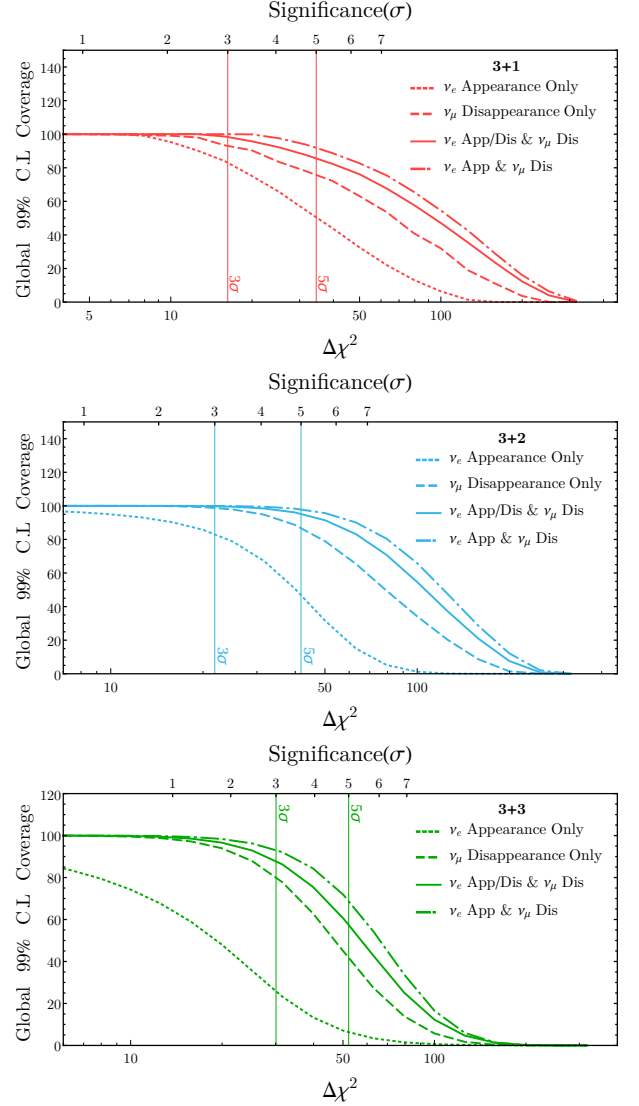 Significance(σ)
1 2 3 4 5 6 7
140
120
100
80
60
40
20
0
Global 99% C.L Coverage
3+1
νe Appearance Only
νμ Disappearance Only
νe App/Dis & νμ Dis
νe App & νμ Dis
3σ
5σ
5 10 50 100
Δχ²
Significance(σ)
1 2 3 4 5 6 7
140
120
100
80
60
40
20
0
Global 99% C.L Coverage
3+2
νe Appearance Only
νμ Disappearance Only
νe App/Dis & νμ Dis
νe App & νμ Dis
3σ
5σ
10 50 100
Δχ²
Significance(σ)
1 2 3 4 5 6 7
120
100
80
60
40
20
0
Global 99% C.L Coverage
3σ
5σ
3+3
νe Appearance Only
νμ Disappearance Only
νe App/Dis & νμ Dis
νe App & νμ Dis
10 50 100
Δχ²